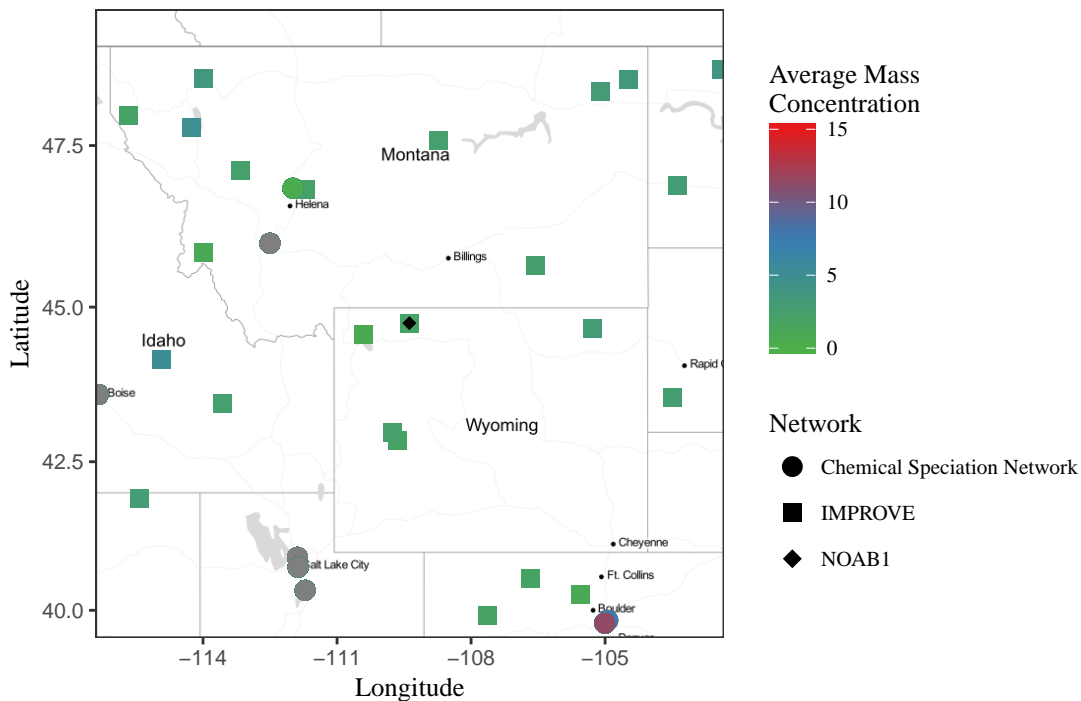 Montana
Helena
Billings
Idaho
Rapid
Boise
Wyoming
Cheyenne
alt Lake City
Ft. Collins
Boulder
47.5
45.0
42.5
40.0
−114
−111
−108
−105
Latitude
Longitude
Average Mass
Concentration
15
10
5
0
Network
Chemical Speciation Network
IMPROVE
NOAB1